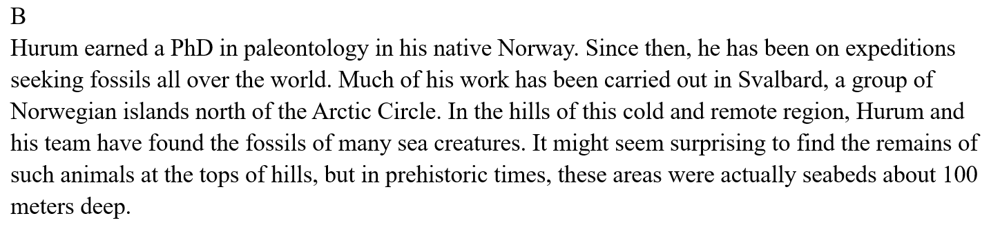 B
Hurum earned a PhD in paleontology in his native Norway. Since then, he has been on expeditions
seeking fossils all over the world. Much of his work has been carried out in Svalbard, a group of
Norwegian islands north of the Arctic Circle. In the hills of this cold and remote region, Hurum and
his team have found the fossils of many sea creatures. It might seem surprising to find the remains of
such animals at the tops of hills, but in prehistoric times, these areas were actually seabeds about 100
meters deep.